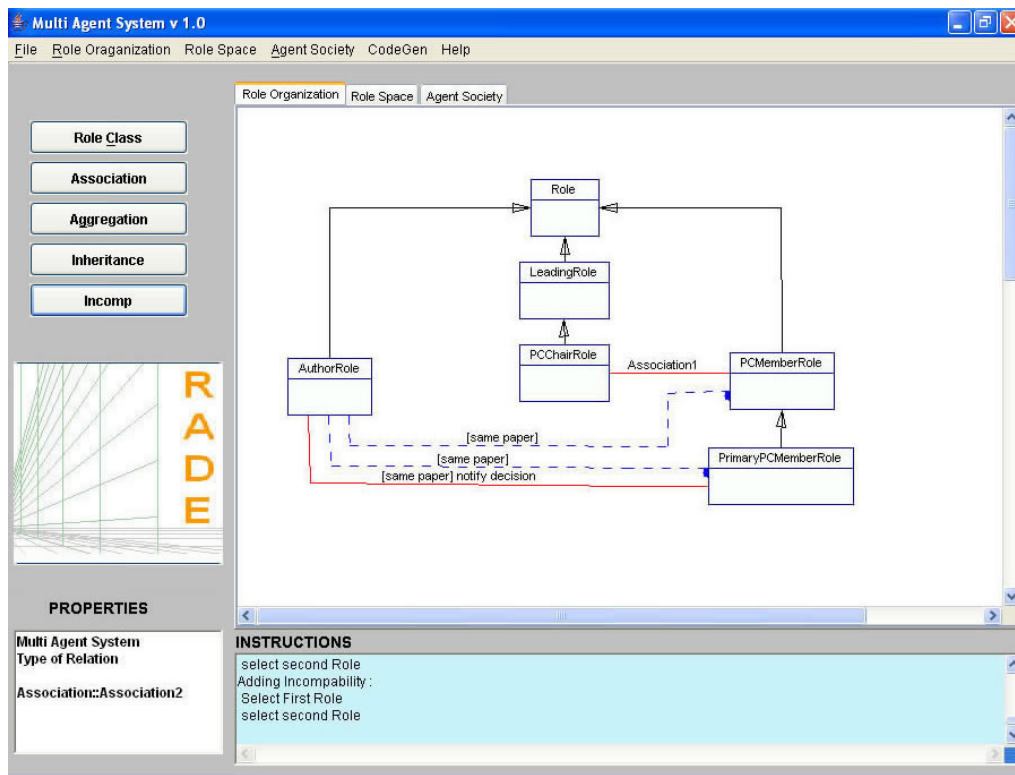 Multi Agent System v 1.0
File Role Oraganization Role Space Agent Society CodeGen Help
Role Organization Role Space Agent Society
Role Class
Association
Aggregation
Inheritance
Incomp
RADE
Role
LeadingRole
PCChairRole
Association1
PCMemberRole
AuthorRole
[same paper]
[same paper]
PrimaryPCMemberRole
[same paper] notify decision
PROPERTIES
Multi Agent System
Type of Relation
Association::Association2
INSTRUCTIONS
select second Role
Adding Incompability :
Select First Role
select second Role